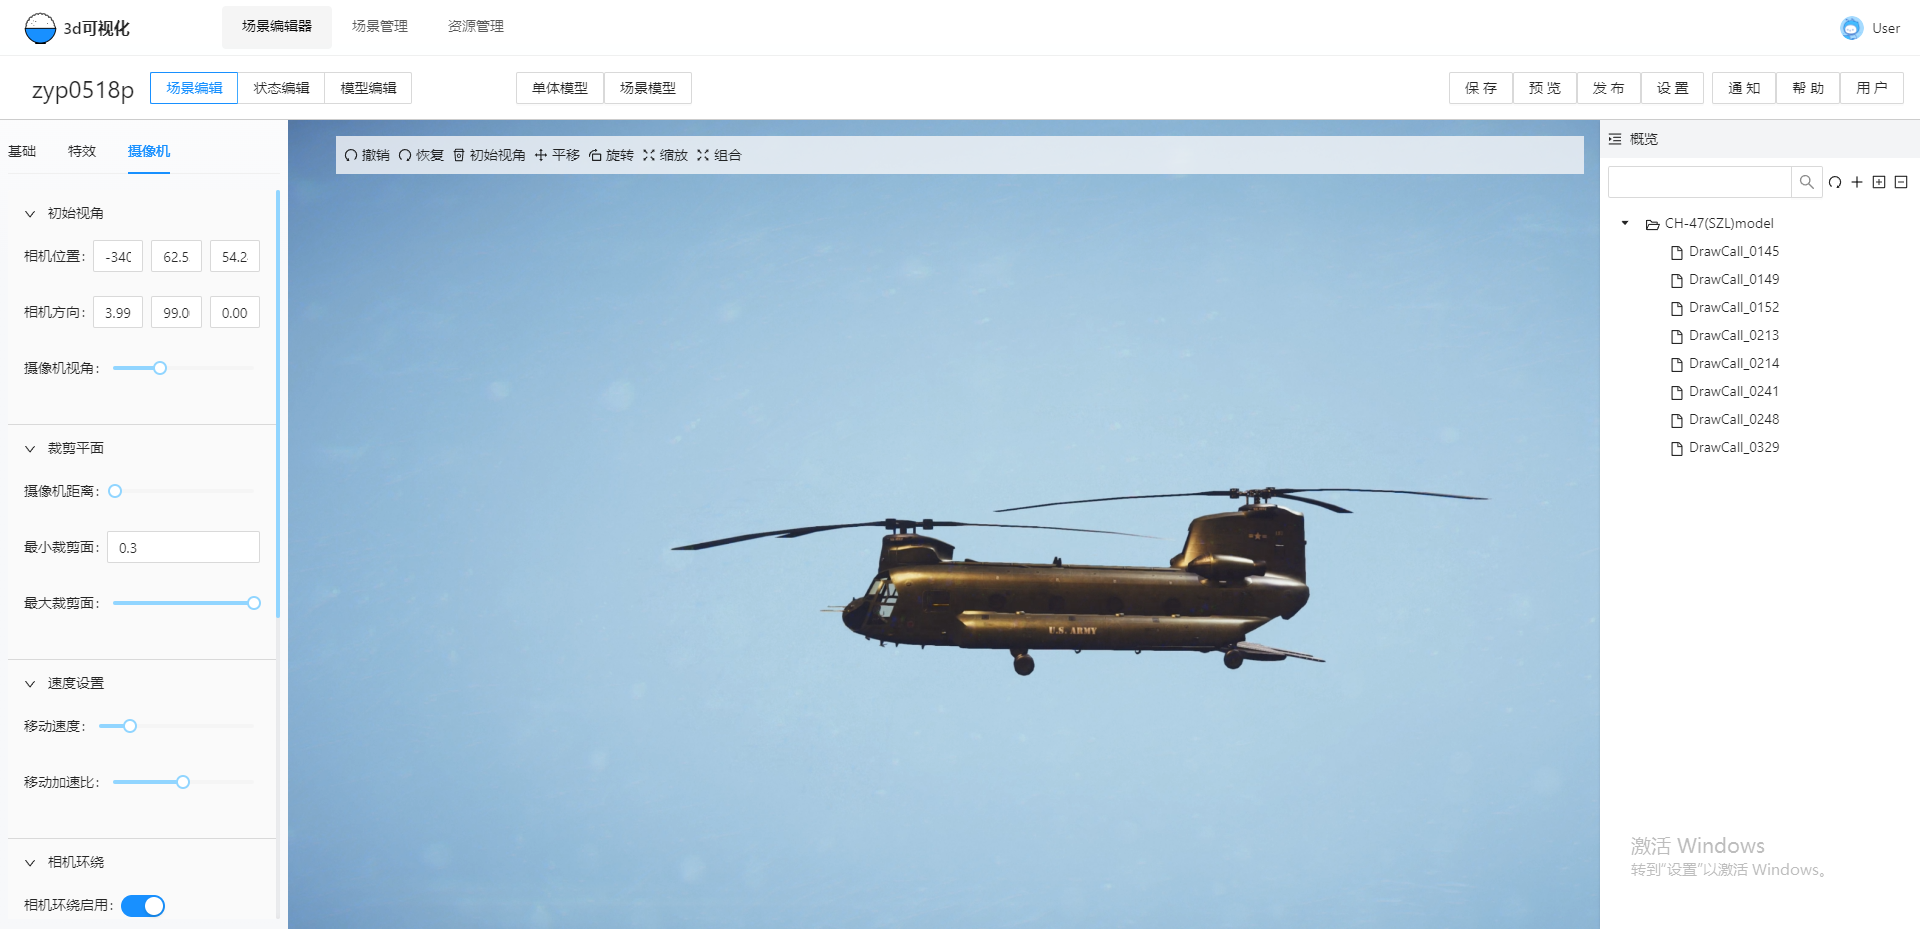 3d可视化
场景编辑器 场景管理 资源管理
User
zyp0518p
场景编辑 状态编辑 模型编辑
单体模型 场景模型
保 存 预 览 发 布 设 置 通 知 帮 助 用 户
基础 特效 摄像机
撤销 恢复 初始视角 平移 旋转 缩放 组合
概览
初始视角
相机位置: -340 62.5 54.2
相机方向: 3.99 99.0 0.00
摄像机视角:
裁剪平面
摄像机距离:
最小裁剪面: 0.3
最大裁剪面:
速度设置
移动速度:
移动加速比:
相机环绕
相机环绕启用:
U.S. ARMY
CH-47(SZL)model
DrawCall_0145
DrawCall_0149
DrawCall_0152
DrawCall_0213
DrawCall_0214
DrawCall_0241
DrawCall_0248
DrawCall_0329
激活 Windows
转到“设置”以激活 Windows。